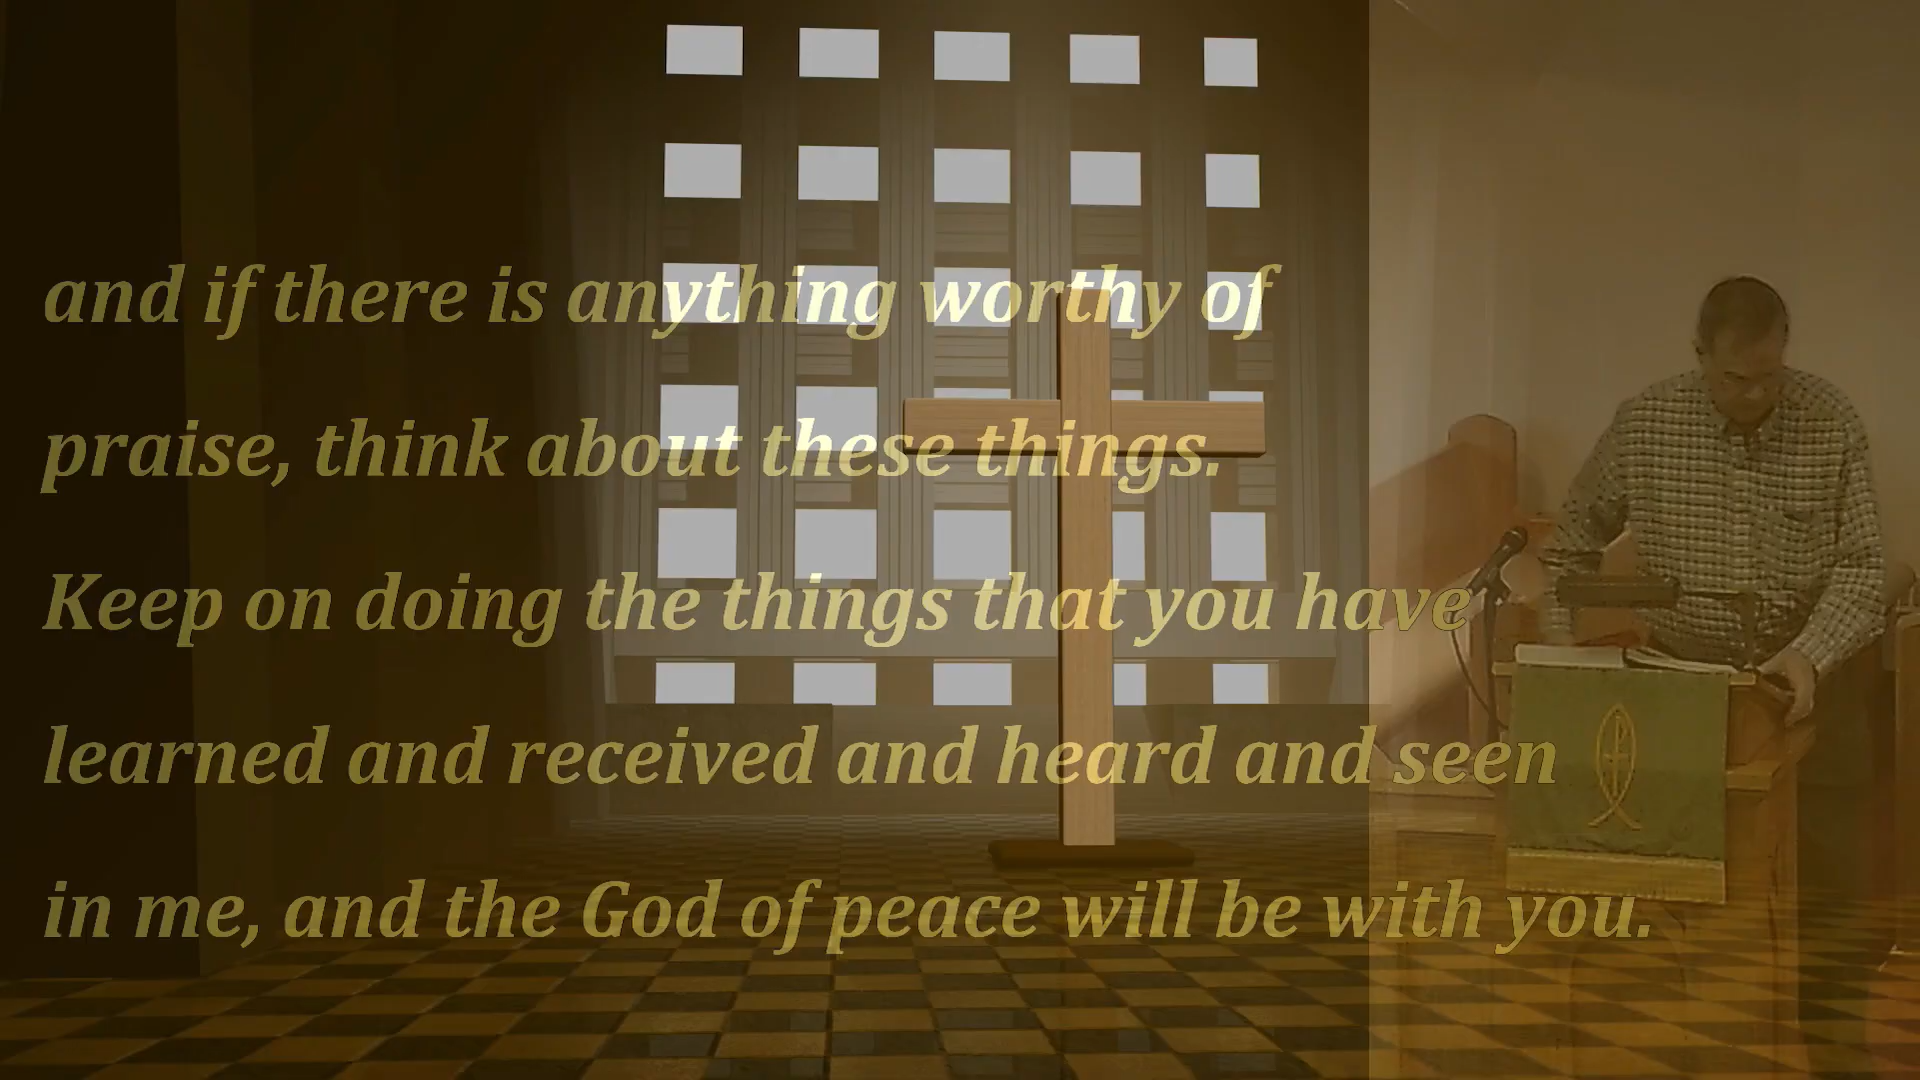 and if there is anything worthy of
praise, think about these things.
Keep on doing the things that you have
learned and received and heard and seen
in me, and the God of peace will be with you.